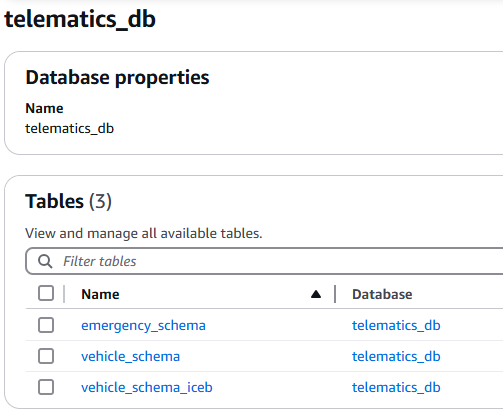 telematics_db
Database properties
Name
telematics_db
Tables (3)
View and manage all available tables.
Filter tables
Name Database
emergency_schema telematics_db
vehicle_schema telematics_db
vehicle_schema_iceb telematics_db